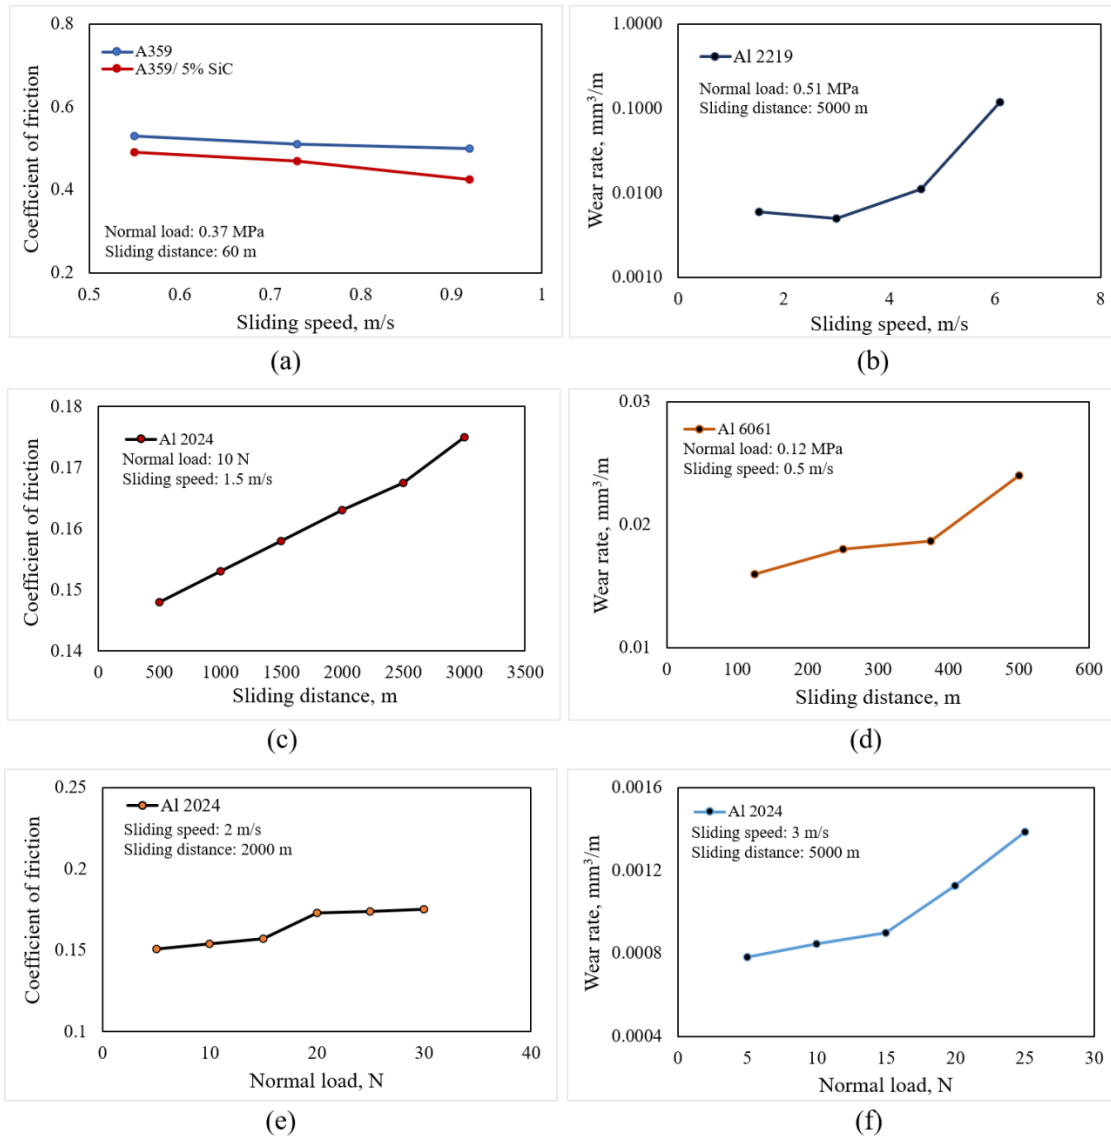 0.8
0.6
0.4
0.2
Coefficient of friction
A359
A359/ 5% SiC
Normal load: 0.37 MPa
Sliding distance: 60 m
0.5 0.6 0.7 0.8 0.9 1
Sliding speed, m/s
(a)
1.0000
0.1000
0.0100
0.0010
Wear rate, mm³/m
Al 2219
Normal load: 0.51 MPa
Sliding distance: 5000 m
0 2 4 6 8
Sliding speed, m/s
(b)
0.18
0.17
0.16
0.15
0.14
Coefficient of friction
Al 2024
Normal load: 10 N
Sliding speed: 1.5 m/s
0 500 1000 1500 2000 2500 3000 3500
Sliding distance, m
(c)
0.03
0.02
0.01
Wear rate, mm³/m
Al 6061
Normal load: 0.12 MPa
Sliding speed: 0.5 m/s
0 100 200 300 400 500 600
Sliding distance, m
(d)
0.25
0.2
0.15
0.1
Coefficient of friction
Al 2024
Sliding speed: 2 m/s
Sliding distance: 2000 m
0 10 20 30 40
Normal load, N
(e)
0.0016
0.0012
0.0008
0.0004
Wear rate, mm³/m
Al 2024
Sliding speed: 3 m/s
Sliding distance: 5000 m
0 5 10 15 20 25 30
Normal load, N
(f)